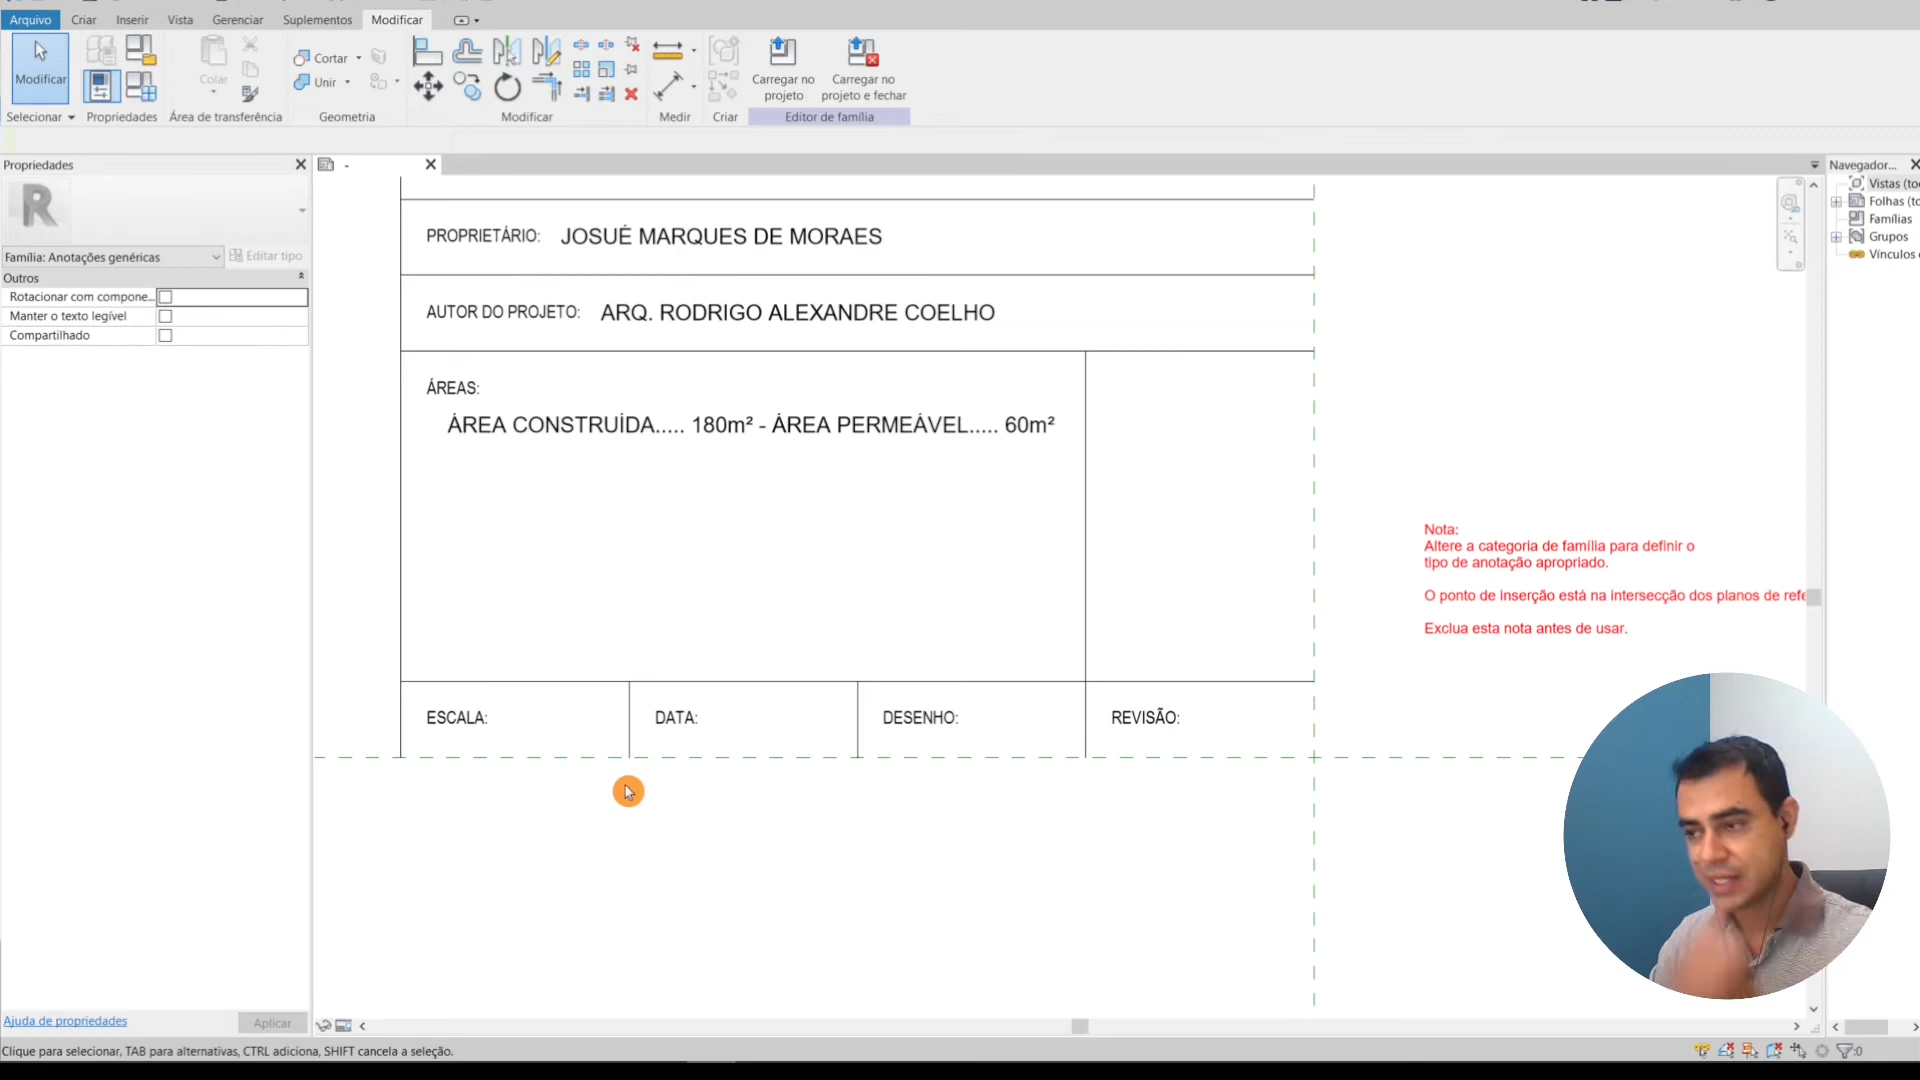 Arquivo Criar Inserir Vista Gerenciar Suplementos Modificar
Modificar
Colar
Cortar
Unir
Carregar no projeto
Carregar no projeto e fechar
Selecionar Propriedades Área de transferência Geometria Modificar Medir Criar Editor de família
Propriedades
-
Navegador...
R
Família: Anotações genéricas Editar tipo
Outros
Rotacionar com compone...
Manter o texto legível
Compartilhado
Vistas (to
Folhas (to
Famílias
Grupos
Vínculos
PROPRIETÁRIO: JOSUÉ MARQUES DE MORAES
AUTOR DO PROJETO: ARQ. RODRIGO ALEXANDRE COELHO
ÁREAS:
ÁREA CONSTRUÍDA..... 180m² - ÁREA PERMEÁVEL..... 60m²
ESCALA: DATA: DESENHO: REVISÃO:
Nota:
Altere a categoria de família para definir o
tipo de anotação apropriado.
O ponto de inserção está na intersecção dos planos de refe
Exclua esta nota antes de usar.
Ajuda de propriedades Aplicar
Clique para selecionar, TAB para alternativas, CTRL adiciona, SHIFT cancela a seleção.
:0